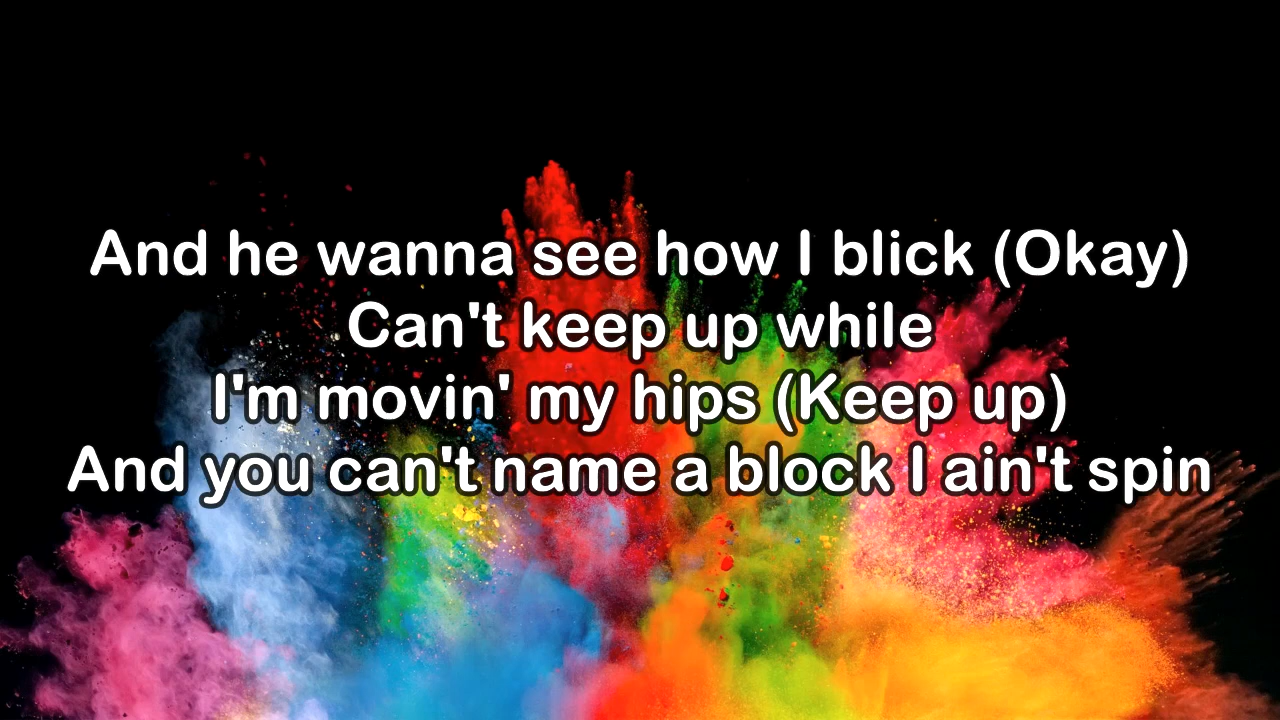 And he wanna see how I blick (Okay)
Can't keep up while
I'm movin' my hips (Keep up)
And you can't name a block I ain't spin